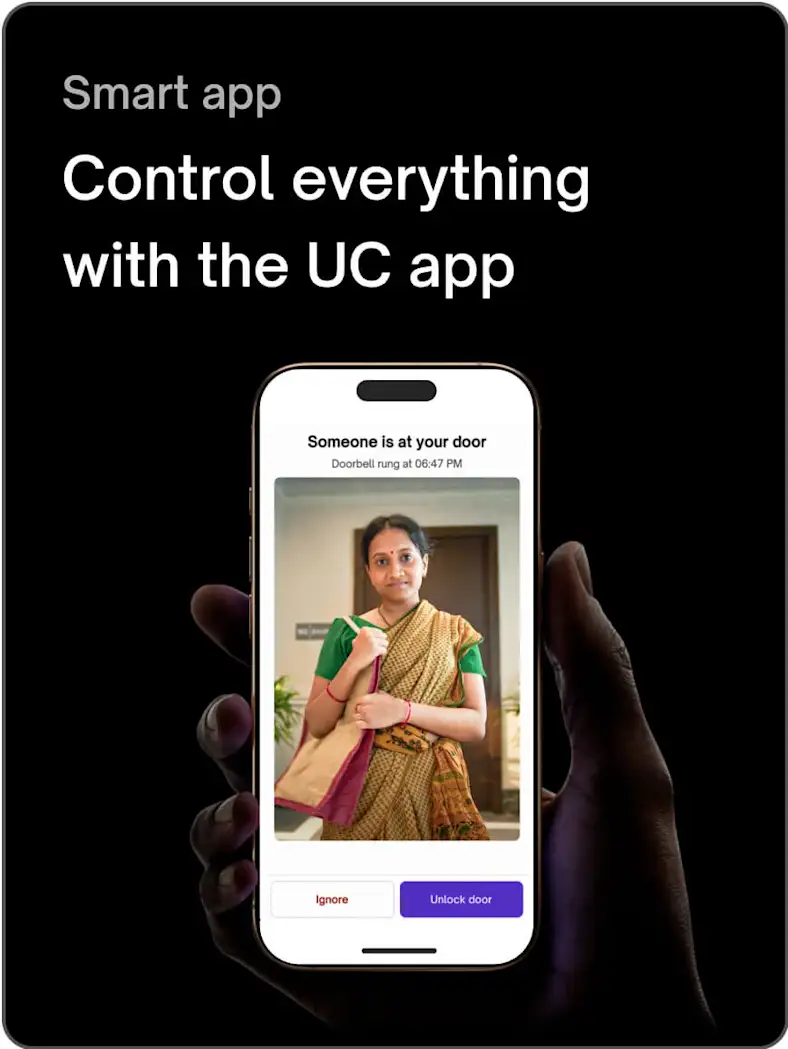 Smart app
Control everything
with the UC app
Someone is at your door
Doorbell rung at 06:47 PM
Ignore
Unlock door